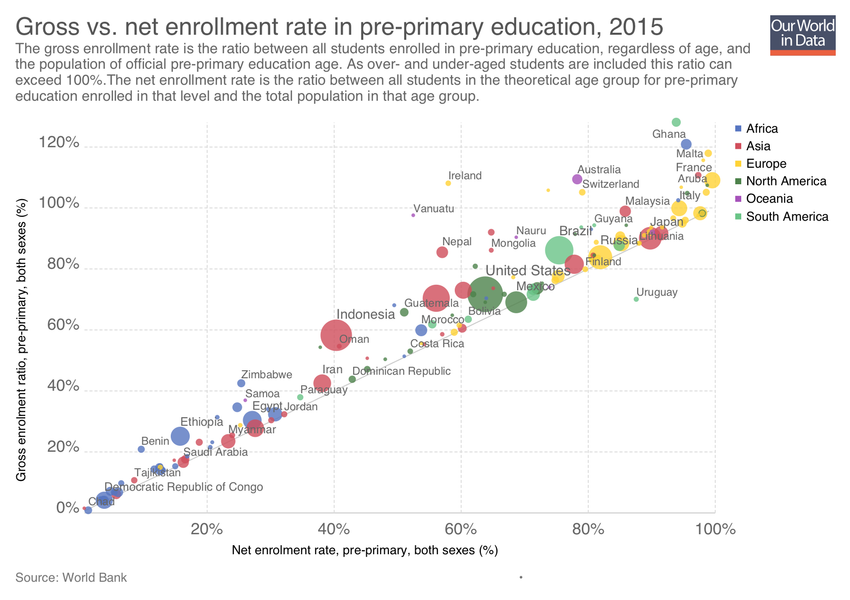 Gross vs. net enrollment rate in pre-primary education, 2015
Our World
in Data
The gross enrollment rate is the ratio between all students enrolled in pre-primary education, regardless of age, and
the population of official pre-primary education age. As over- and under-aged students are included this ratio can
exceed 100%.The net enrollment rate is the ratio between all students in the theoretical age group for pre-primary
education enrolled in that level and the total population in that age group.
Gross enrolment ratio, pre-primary, both sexes (%)
120%
100%
80%
60%
40%
20%
0%
Ghana
Malta
France
Aruba
Italy
Ireland
Australia
Switzerland
Malaysia
Vanuatu
Guyana
Nauru
Brazil
Japan
Nepal
Mongolia
Russia
Lithuania
Finland
United States
Mexico
Uruguay
Guatemala
Bolivia
Indonesia
Morocco
Oman
Costa Rica
Iran
Dominican Republic
Zimbabwe
Paraguay
Samoa
Egypt
Jordan
Ethiopia
Myanmar
Benin
Saudi Arabia
Tajikistan
Democratic Republic of Congo
Chad
20%
40%
60%
80%
100%
Net enrolment rate, pre-primary, both sexes (%)
Africa
Asia
Europe
North America
Oceania
South America
Source: World Bank